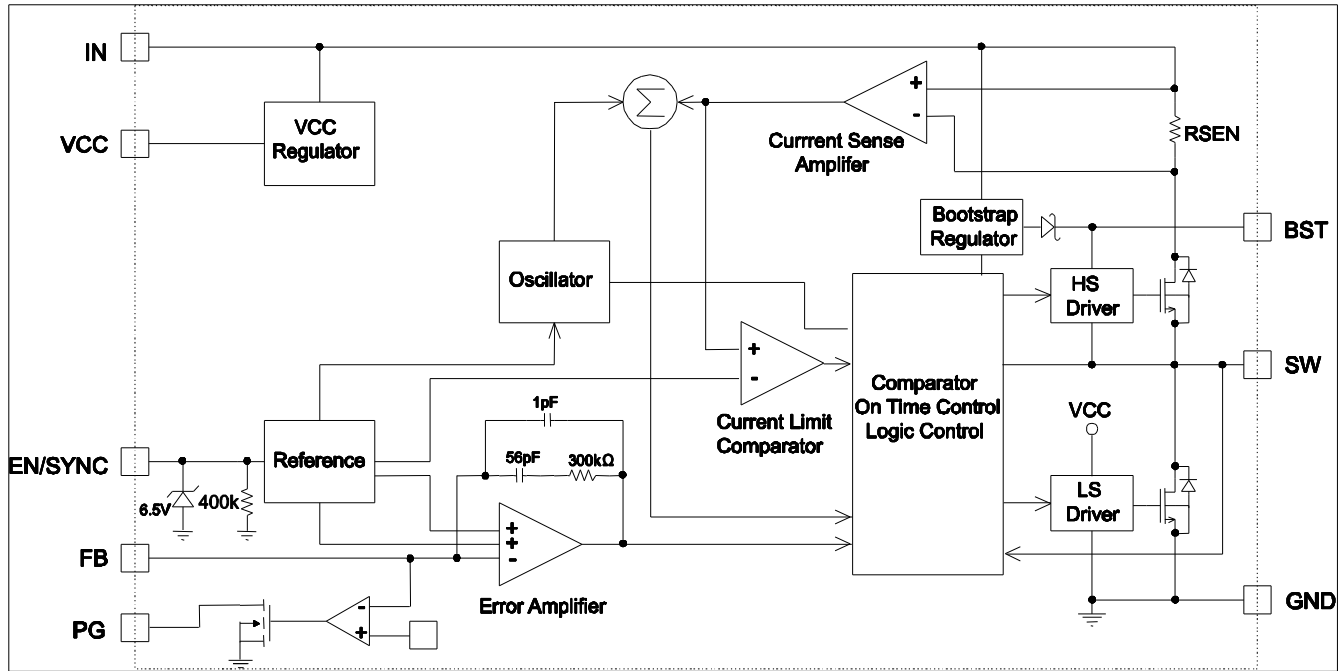 IN
VCC
VCC
Regulator
Σ
+
-
Currrent Sense
Amplifer
RSEN
Bootstrap
Regulator
BST
Oscillator
HS
Driver
+
-
Current Limit
Comparator
Comparator
On Time Control
Logic Control
SW
VCC
1pF
56pF
300kΩ
EN/SYNC
Reference
6.5V
400k
LS
Driver
+
+
-
Error Amplifier
FB
PG
-
+
GND